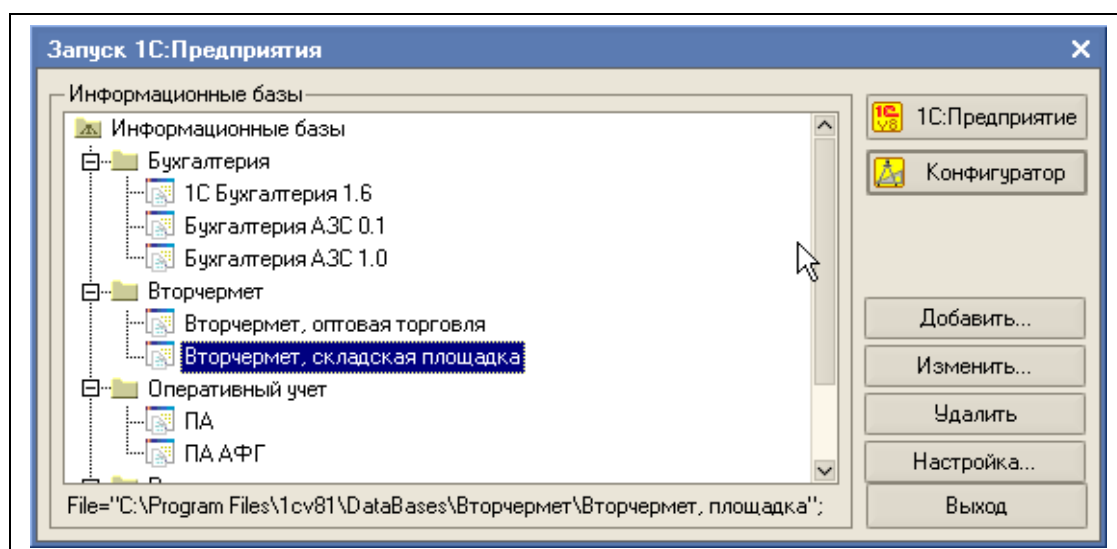 Запуск 1С:Предприятия
Информационные базы
Информационные базы
Бухгалтерия
1С Бухгалтерия 1.6
Бухгалтерия АЗС 0.1
Бухгалтерия АЗС 1.0
Вторчермет
Вторчермет, оптовая торговля
Вторчермет, складская площадка
Оперативный учет
ПА
ПА АФГ
File="C:\Program Files\1cv81\DataBases\Вторчермет\Вторчермет, площадка";
1С:Предприятие
Конфигуратор
Добавить...
Изменить...
Удалить
Настройка...
Выход